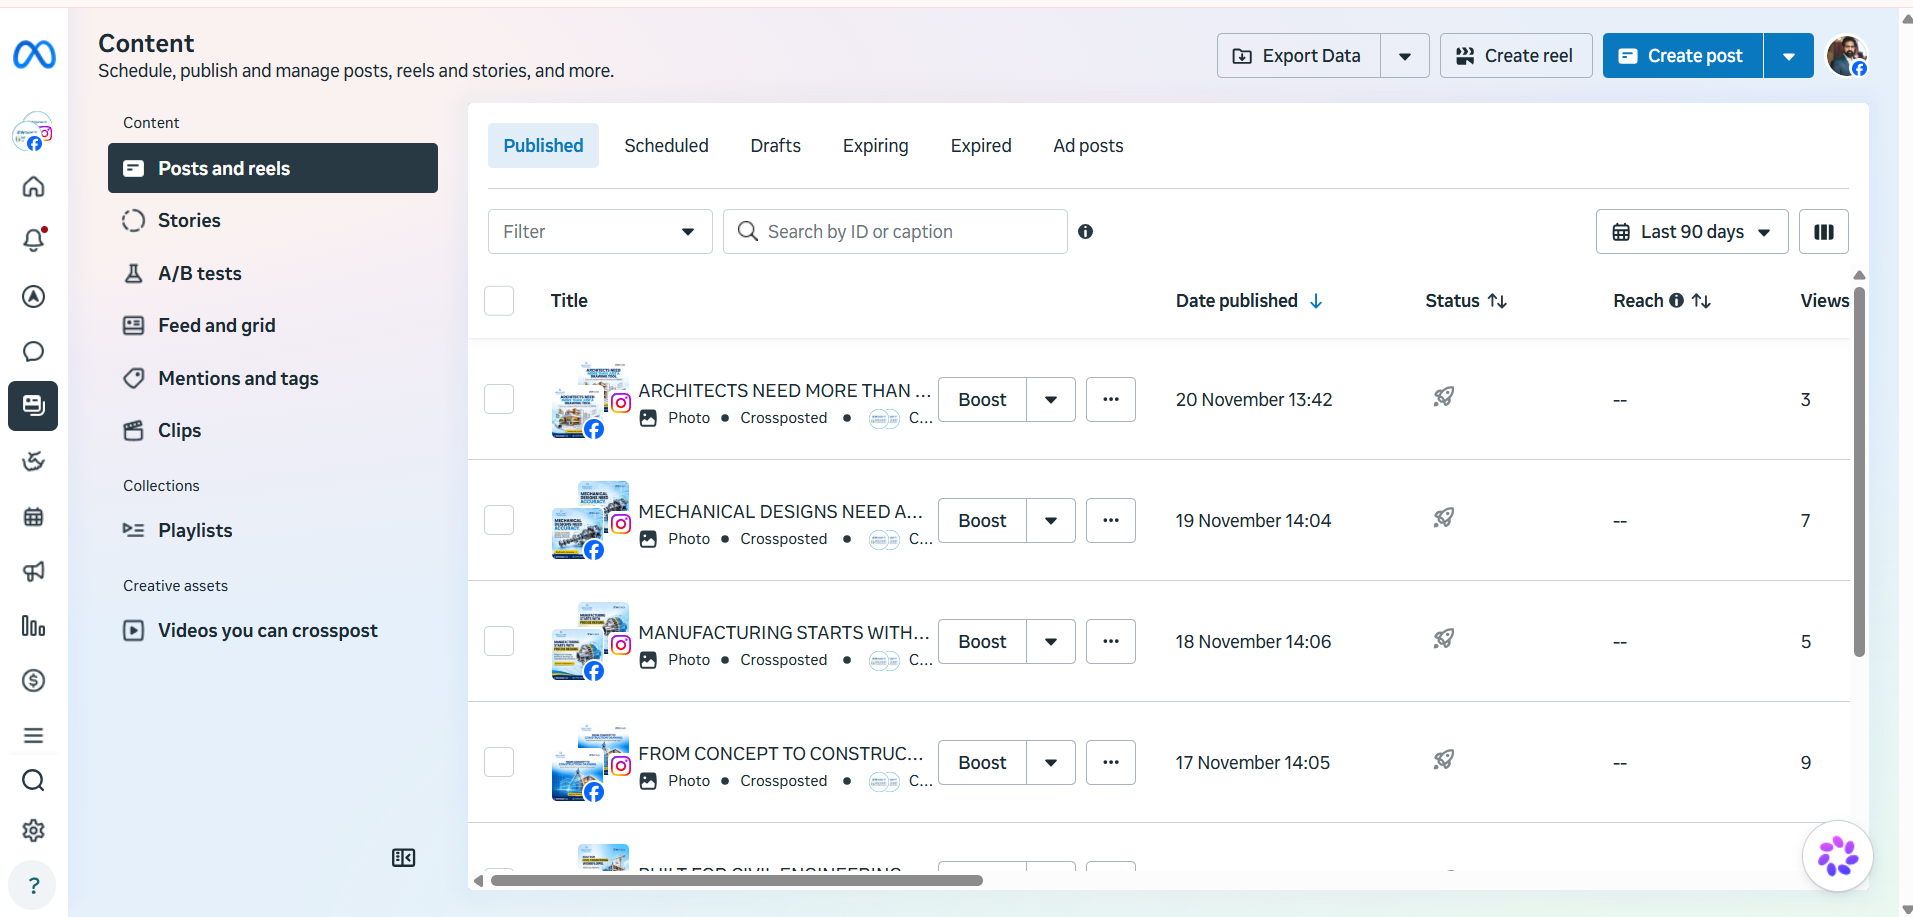 Content
Schedule, publish and manage posts, reels and stories, and more.
Export Data
Create reel
Create post
Content
Posts and reels
Stories
A/B tests
Feed and grid
Mentions and tags
Clips
Collections
Playlists
Creative assets
Videos you can crosspost
?
Published Scheduled Drafts Expiring Expired Ad posts
Filter
Search by ID or caption
Last 90 days
Title Date published Status Reach Views
ARCHITECTS NEED MORE THAN ...
Photo • Crossposted • C...
Boost ... 20 November 13:42 -- 3
MECHANICAL DESIGNS NEED A...
Photo • Crossposted • C...
Boost ... 19 November 14:04 -- 7
MANUFACTURING STARTS WITH...
Photo • Crossposted • C...
Boost ... 18 November 14:06 -- 5
FROM CONCEPT TO CONSTRUC...
Photo • Crossposted • C...
Boost ... 17 November 14:05 -- 9
BUILT FOR CIVIL ENGINEERING